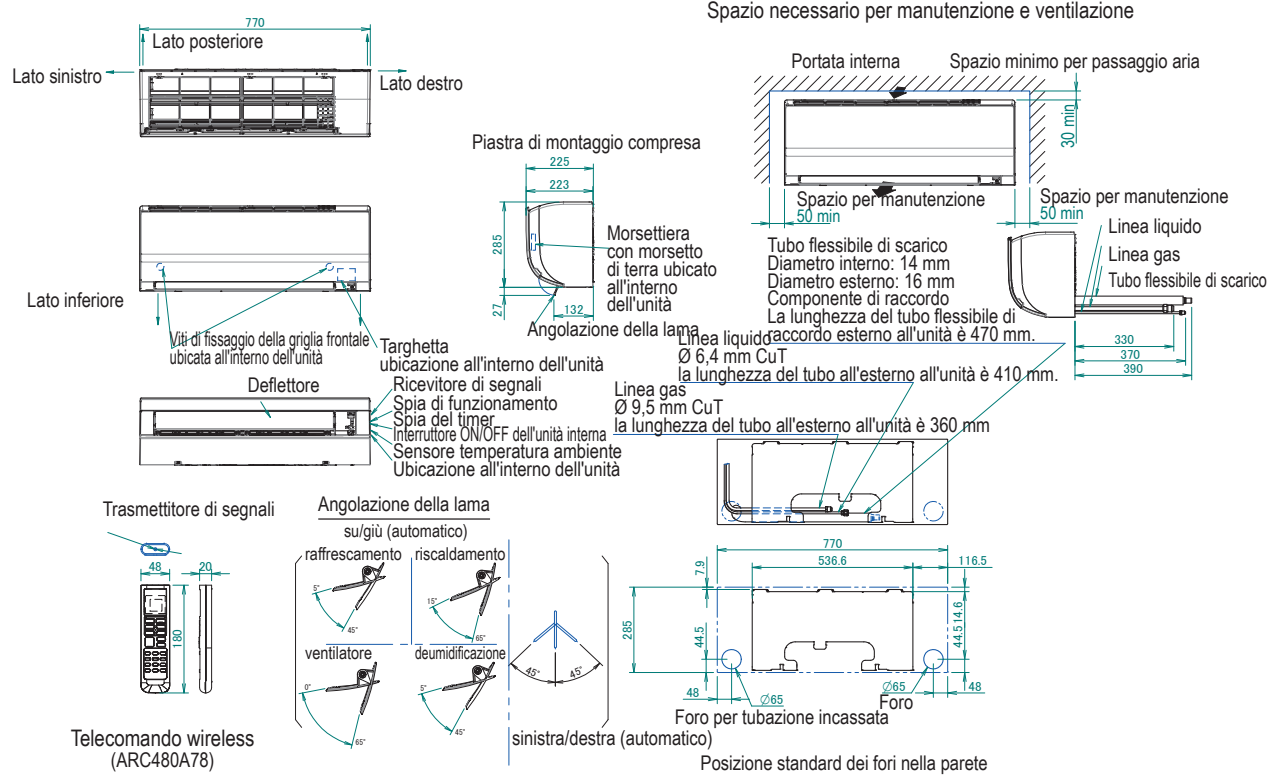 Spazio necessario per manutenzione e ventilazione
770
Lato posteriore
Lato sinistro
Lato destro
Portata interna
Spazio minimo per passaggio aria
30 min
Piastra di montaggio compresa
225
223
285
27
132
Morsettiera
con morsetto
di terra ubicato
all'interno
dell'unità
Angolazione della lama
Spazio per manutenzione
50 min
Spazio per manutenzione
50 min
Linea liquido
Linea gas
Tubo flessibile di scarico
330
370
390
Tubo flessibile di scarico
Diametro interno: 14 mm
Diametro esterno: 16 mm
Componente di raccordo
La lunghezza del tubo flessibile di
raccordo esterno all'unità è 470 mm.
Linea liquido
Ø 6,4 mm CuT
la lunghezza del tubo all'esterno all'unità è 410 mm.
Linea gas
Ø 9,5 mm CuT
la lunghezza del tubo all'esterno all'unità è 360 mm
Lato inferiore
Viti di fissaggio della griglia frontale
ubicata all'interno dell'unità
Targhetta
ubicazione all'interno dell'unità
Deflettore
Ricevitore di segnali
Spia di funzionamento
Spia del timer
Interruttore ON/OFF dell'unità interna
Sensore temperatura ambiente
Ubicazione all'interno dell'unità
Trasmettitore di segnali
48
20
180
Telecomando wireless
(ARC480A78)
Angolazione della lama
su/giù (automatico)
raffrescamento
5°
45°
riscaldamento
15°
65°
ventilatore
0°
65°
deumidificazione
5°
45°
45°
45°
sinistra/destra (automatico)
770
536.6
116.5
7.9
285
44.5
14.6
44.5
48
Ø65
Ø65
48
Foro
Foro per tubazione incassata
Posizione standard dei fori nella parete